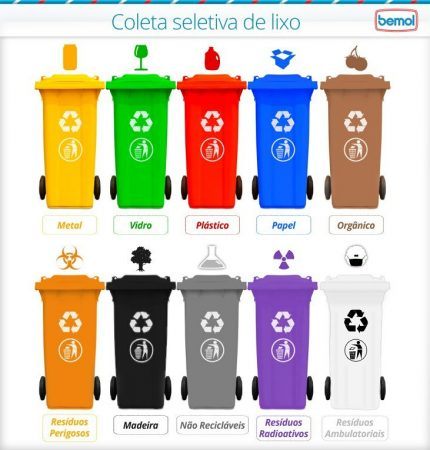 Coleta seletiva de lixo
bemol
Metal
Vidro
Plástico
Papel
Orgânico
Resíduos
Perigosos
Madeira
Não Recicláveis
Resíduos
Radioativos
Resíduos
Ambulatoriais